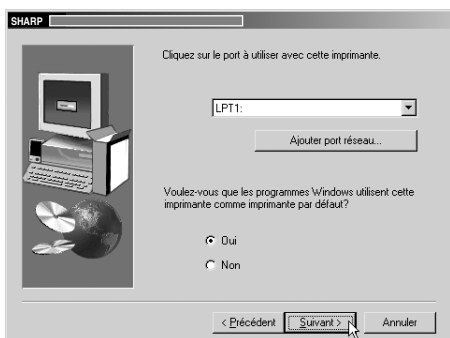 SHARP
Cliquez sur le port à utiliser avec cette imprimante.
LPT1:
Ajouter port réseau...
Voulez-vous que les programmes Windows utilisent cette
imprimante comme imprimante par défaut?
Oui
Non
< Précédent
Suivant >
Annuler